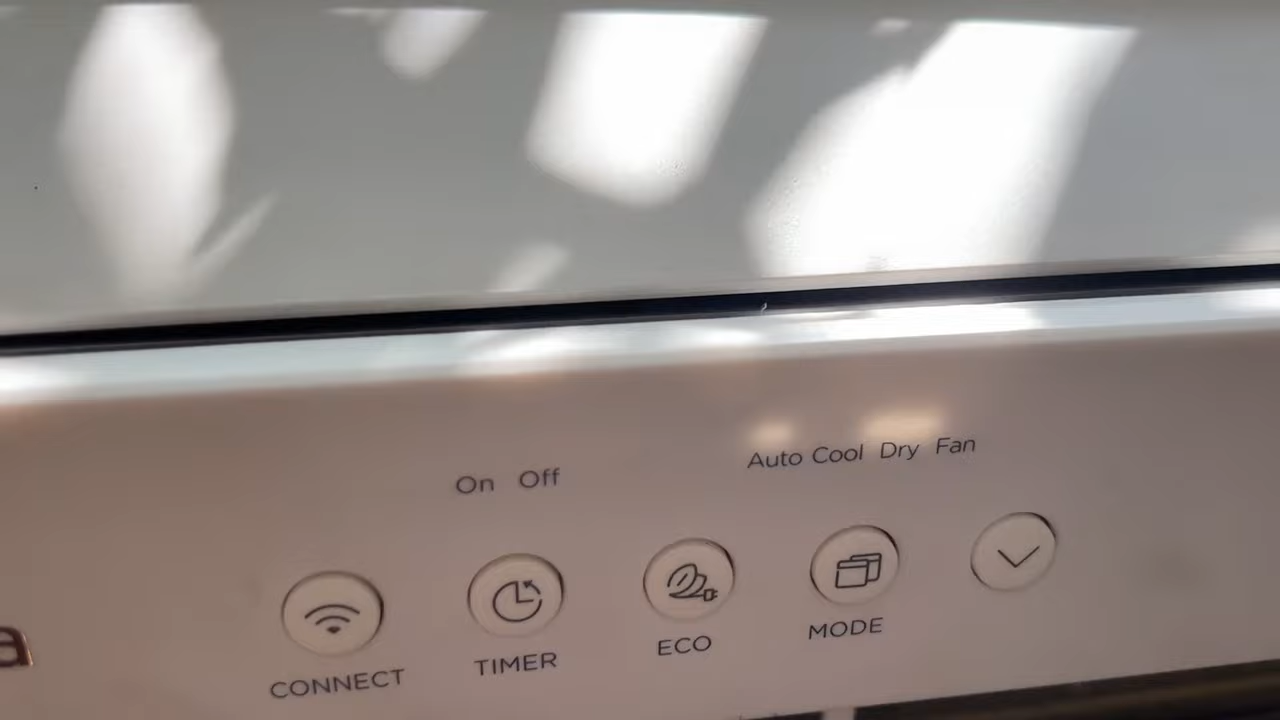 On Off
Auto Cool Dry Fan
a
CONNECT
TIMER
ECO
MODE